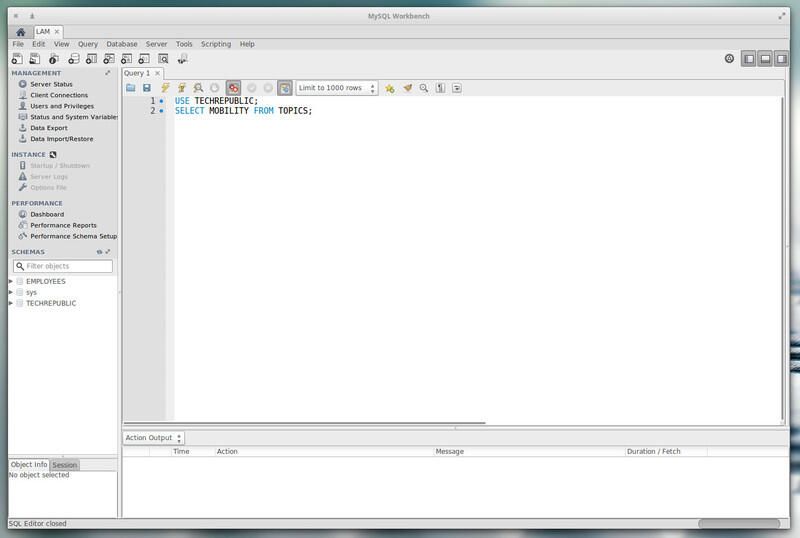 MySQL Workbench
LAM
File Edit View Query Database Server Tools Scripting Help
MANAGEMENT
Server Status
Client Connections
Users and Privileges
Status and System Variables
Data Export
Data Import/Restore
INSTANCE
Startup / Shutdown
Server Logs
Options File
PERFORMANCE
Dashboard
Performance Reports
Performance Schema Setup
SCHEMAS
Filter objects
EMPLOYEES
sys
TECHREPUBLIC
Object Info Session
No object selected
Query 1
Limit to 1000 rows
1 USE TECHREPUBLIC;
2 SELECT MOBILITY FROM TOPICS;
Action Output
Time Action Message Duration / Fetch
SQL Editor closed